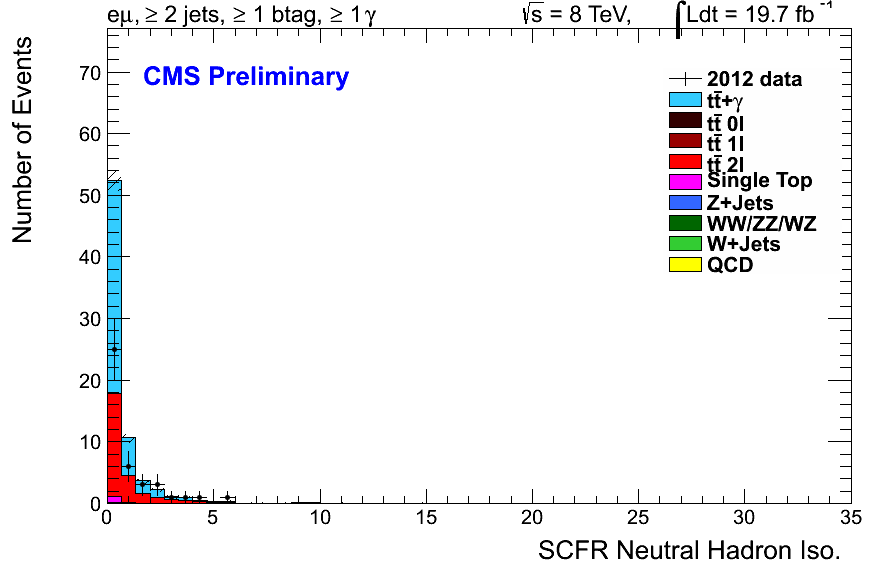 eμ, ≥ 2 jets, ≥ 1 btag, ≥ 1 γ
√s = 8 TeV, ∫Ldt = 19.7 fb⁻¹
CMS Preliminary
Number of Events
70
60
50
40
30
20
10
0
2012 data
tt̄+γ
tt̄ 0l
tt̄ 1l
tt̄ 2l
Single Top
Z+Jets
WW/ZZ/WZ
W+Jets
QCD
0 5 10 15 20 25 30 35
SCFR Neutral Hadron Iso.